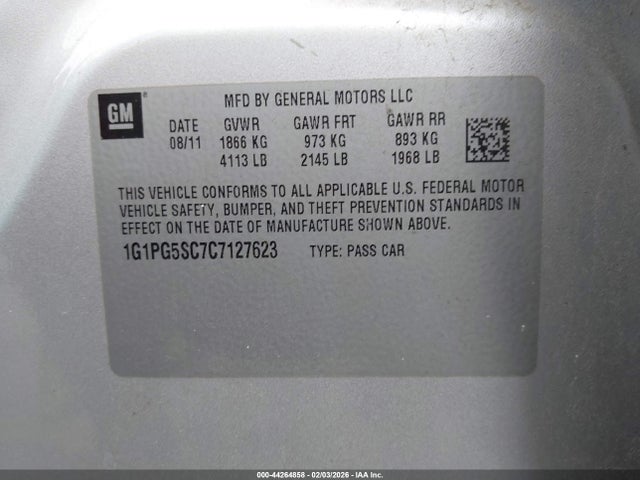 GM
MFD BY GENERAL MOTORS LLC
DATE GVWR GAWR FRT GAWR RR
08/11 1866 KG 973 KG 893 KG
4113 LB 2145 LB 1968 LB
THIS VEHICLE CONFORMS TO ALL APPLICABLE U.S. FEDERAL MOTOR
VEHICLE SAFETY, BUMPER, AND THEFT PREVENTION STANDARDS IN
EFFECT ON THE DATE OF MANUFACTURE SHOWN ABOVE.
1G1PG5SC7C7127623 TYPE: PASS CAR
000-44264858 - 02/03/2026 - IAA Inc.